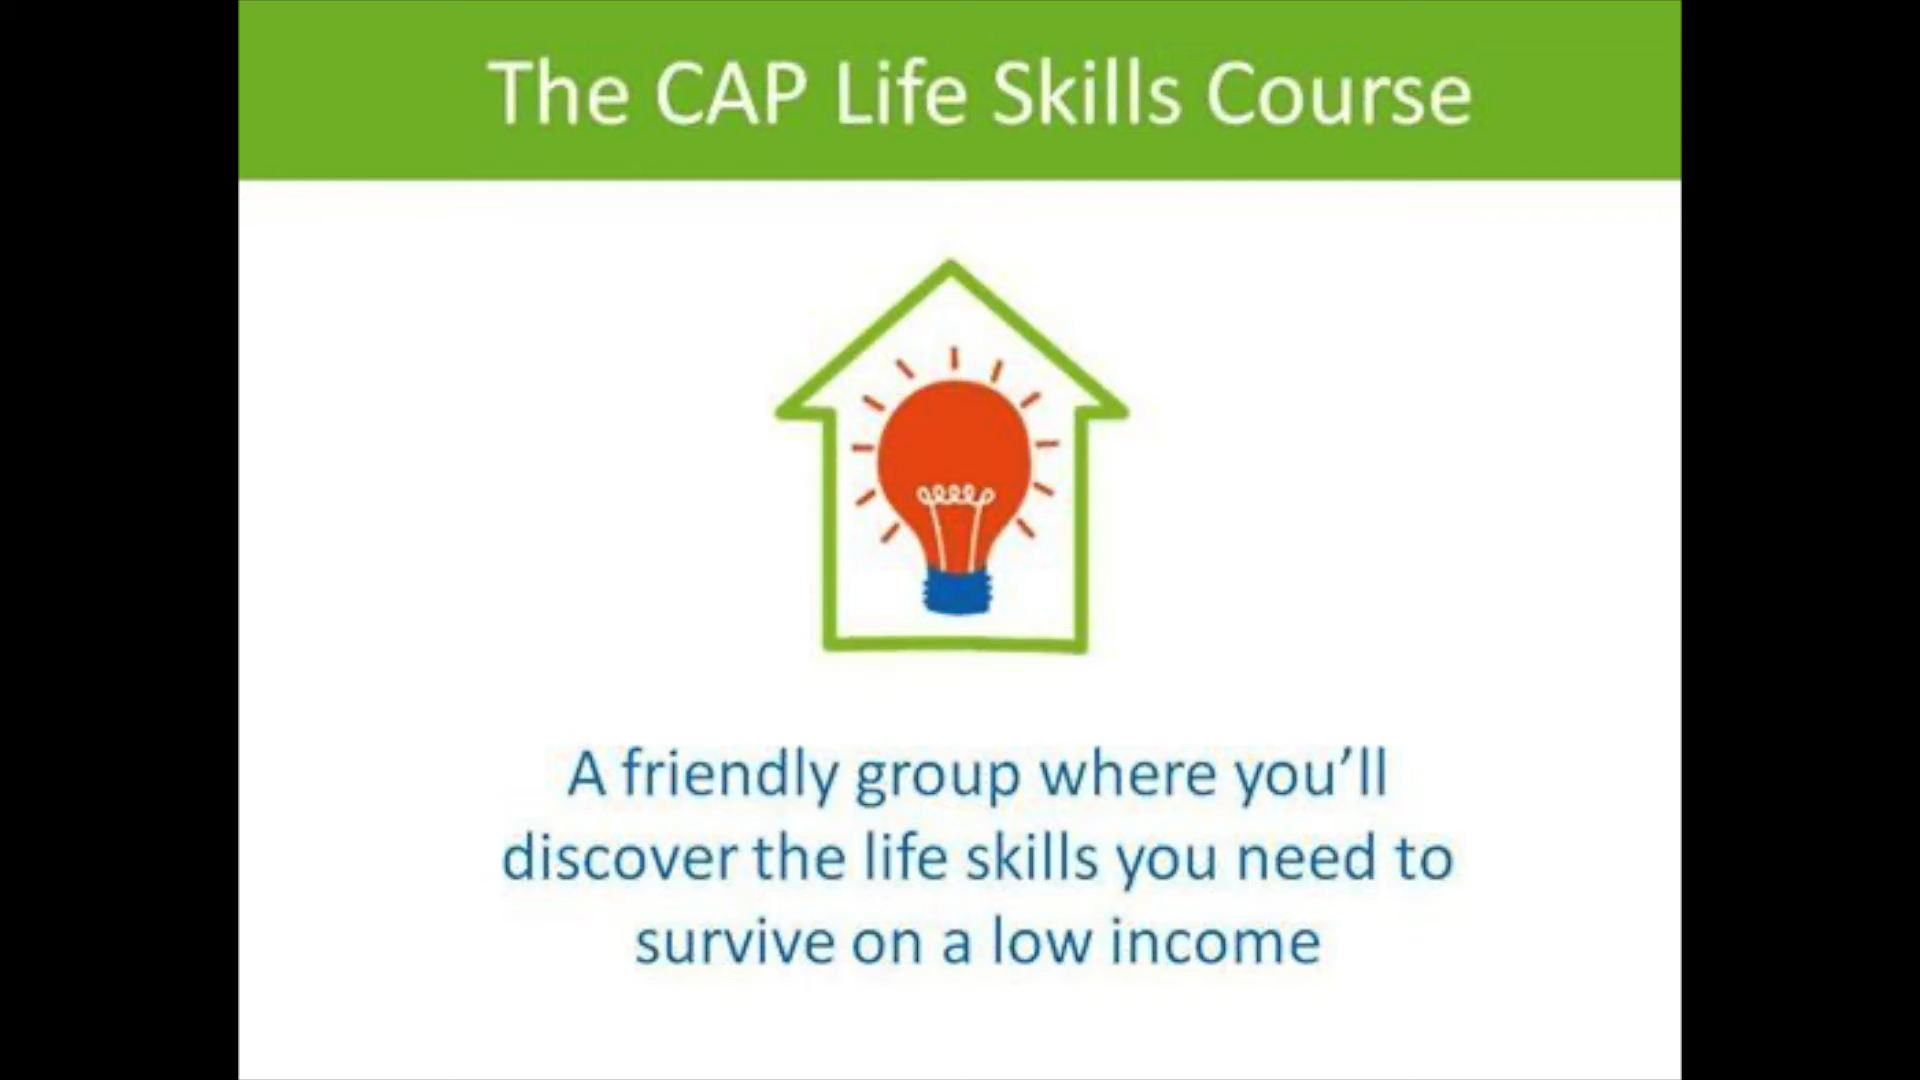 The CAP Life Skills Course
A friendly group where you’ll
discover the life skills you need to
survive on a low income